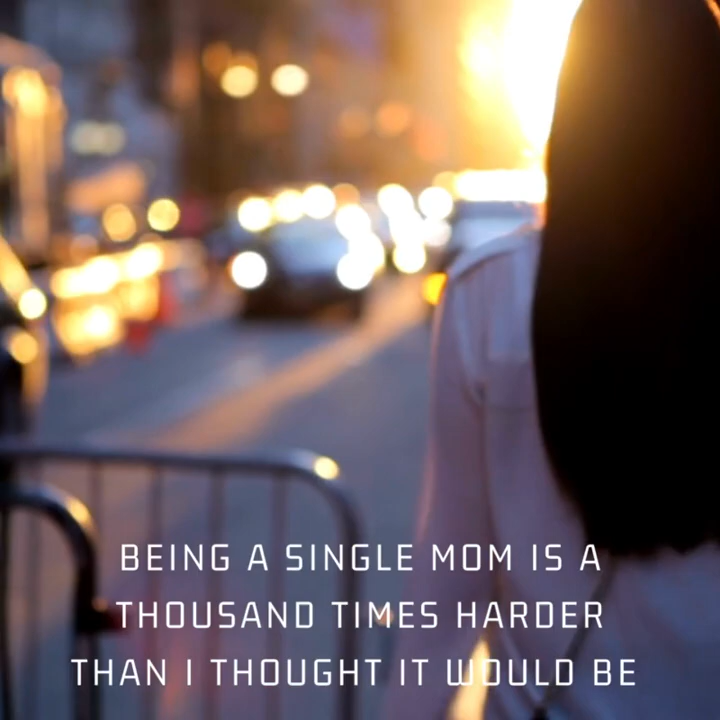 BEING A SINGLE MOM IS A
THOUSAND TIMES HARDER
THAN I THOUGHT IT WOULD BE